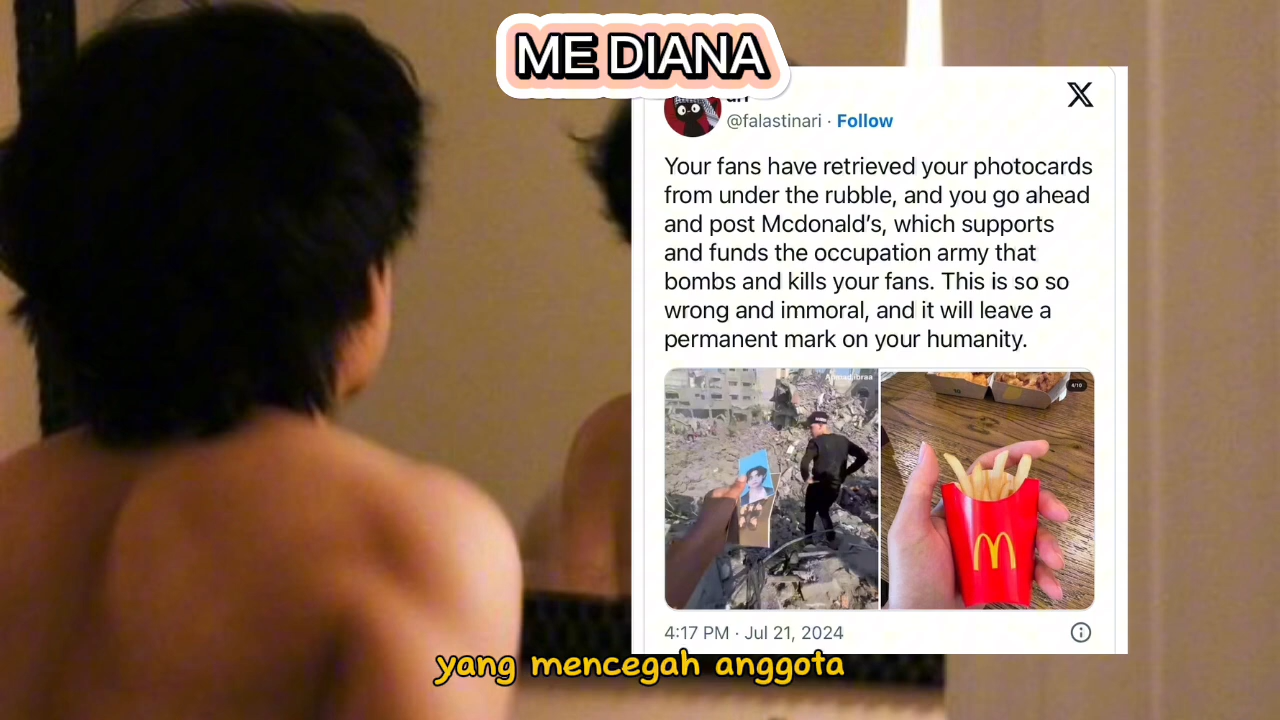 ME DIANA
@falastinari · Follow
Your fans have retrieved your photocards
from under the rubble, and you go ahead
and post Mcdonald’s, which supports
and funds the occupation army that
bombs and kills your fans. This is so so
wrong and immoral, and it will leave a
permanent mark on your humanity.
4/10
4:17 PM · Jul 21, 2024
yang mencegah anggota